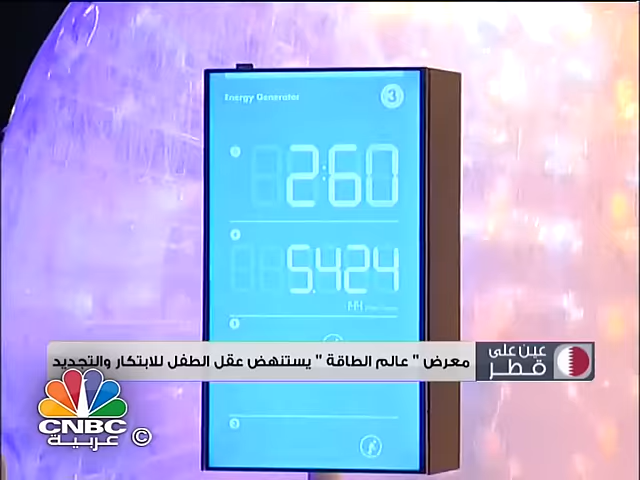 Energy Generator
3
2:60
5.424
معرض " عالم الطاقة " يستنهض عقل الطفل للابتكار والتجديد
عين على
قطر
CNBC
عربية ©